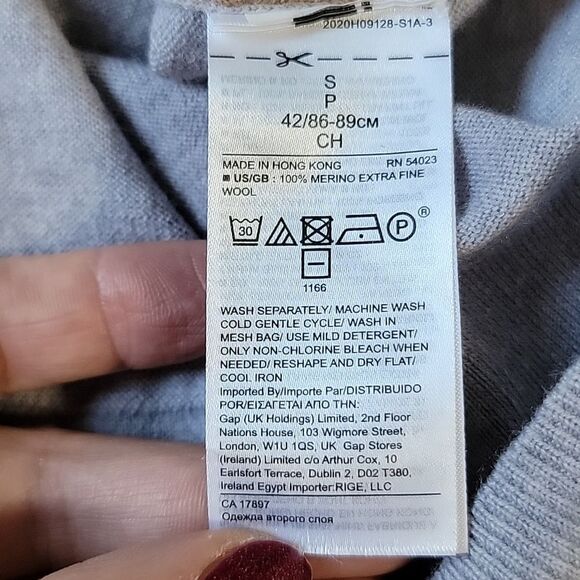 2020H09128-S1A-3
S
P
42/86-89см
CH
MADE IN HONG KONG RN 54023
US/GB : 100% MERINO EXTRA FINE
WOOL
30 P ®
1166
WASH SEPARATELY/ MACHINE WASH
COLD GENTLE CYCLE/ WASH IN
MESH BAG/ USE MILD DETERGENT/
ONLY NON-CHLORINE BLEACH WHEN
NEEDED/ RESHAPE AND DRY FLAT/
COOL IRON
Imported By/Importe Par/DISTRIBUIDO
POR/ΕΙΣΑΓΕΤΑΙ ΑΠΟ ΤΗΝ:
Gap (UK Holdings) Limited, 2nd Floor
Nations House, 103 Wigmore Street,
London, W1U 1QS, UK. Gap Stores
(Ireland) Limited c/o Arthur Cox, 10
Earlsfort Terrace, Dublin 2, D02 T380,
Ireland Egypt Importer:RIGE, LLC
CA 17897
Одежда второго слоя